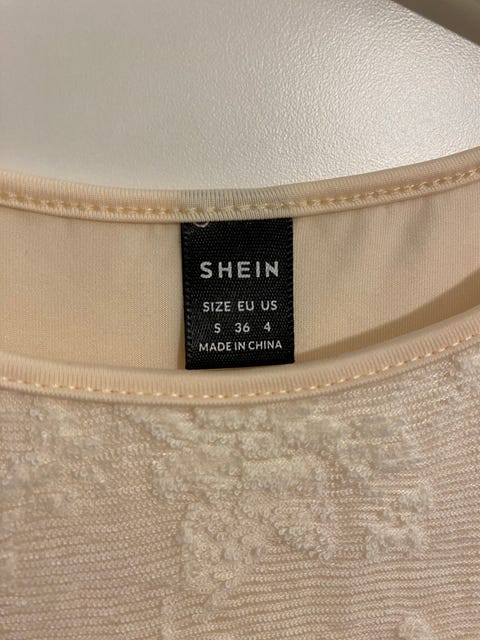 SHEIN
SIZE EU US
S 36 4
MADE IN CHINA